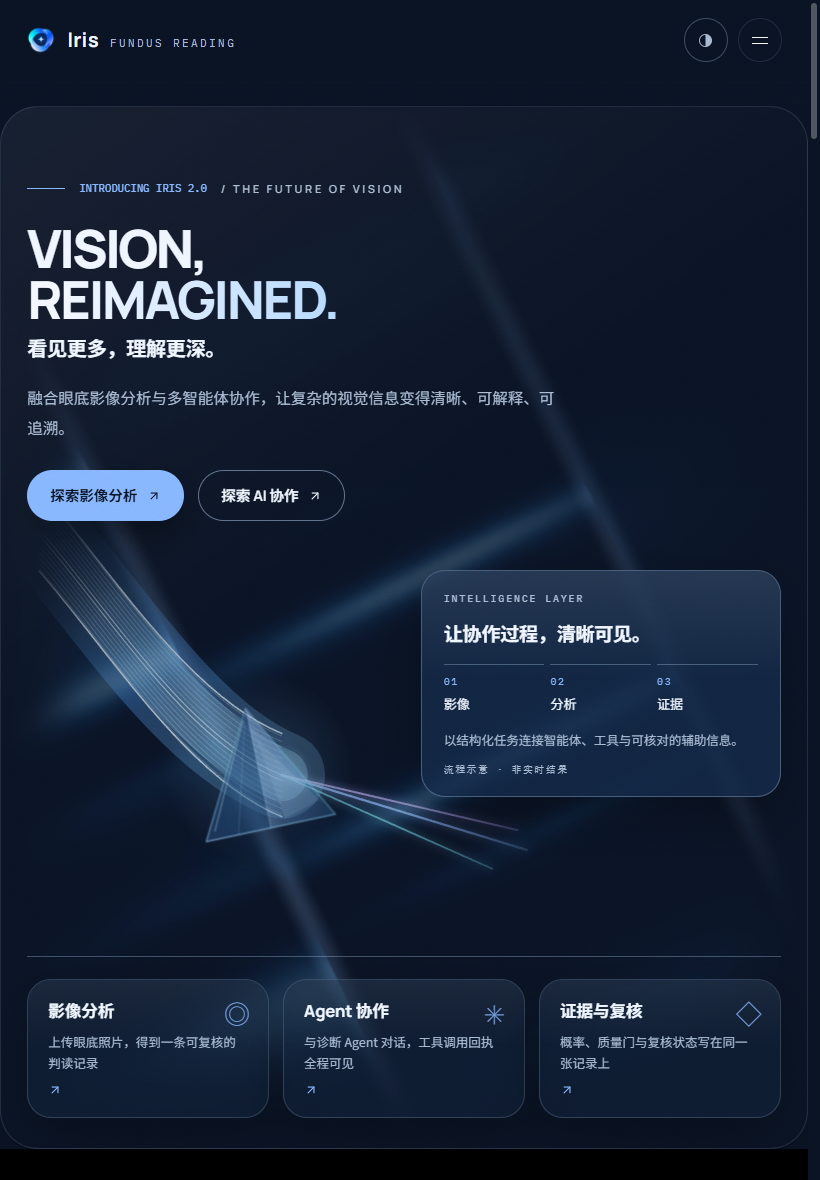 Iris FUNDUS READING
INTRODUCING IRIS 2.0 / THE FUTURE OF VISION
VISION,
REIMAGINED.
看见更多，理解更深。
融合眼底影像分析与多智能体协作，让复杂的视觉信息变得清晰、可解释、可
追溯。
探索影像分析
探索 AI 协作
INTELLIGENCE LAYER
让协作过程，清晰可见。
01
02
03
影像
分析
证据
以结构化任务连接智能体、工具与可核对的辅助信息。
流程示意 · 非实时结果
影像分析
上传眼底照片，得到一条可复核的
判读记录
Agent 协作
与诊断 Agent 对话，工具调用回执
全程可见
证据与复核
概率、质量门与复核状态写在同一
张记录上